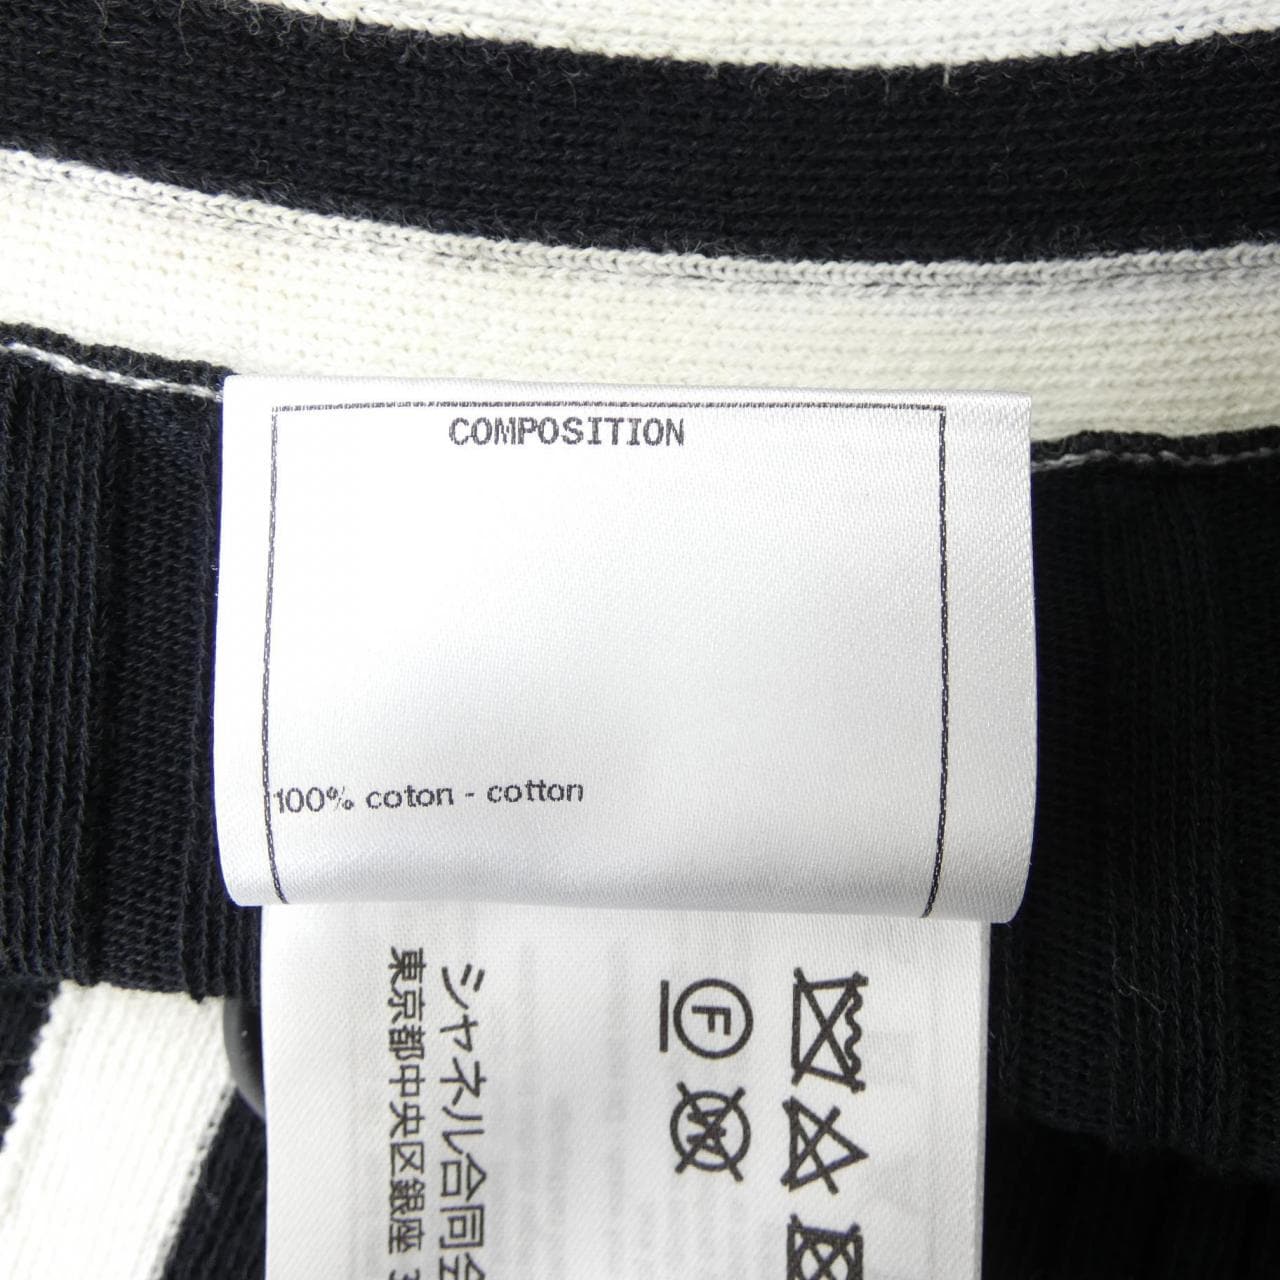 COMPOSITION
100% coton - cotton
シャネル合同会
東京都中央区銀座 3
F
W